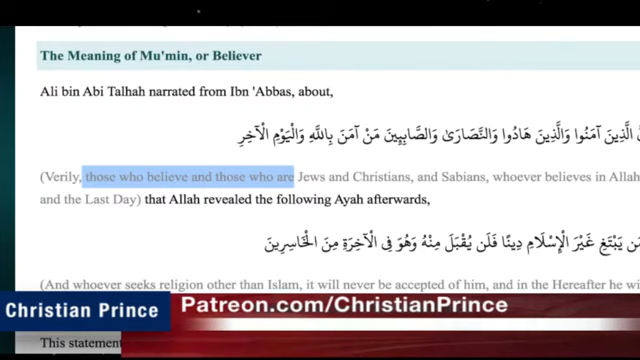 The Meaning of Mu'min, or Believer
Ali bin Abi Talhah narrated from Ibn 'Abbas, about,
الَّذِينَ آمَنُوا وَالَّذِينَ هَادُوا وَالنَّصَارَىٰ وَالصَّابِئِينَ مَنْ آمَنَ بِاللَّهِ وَالْيَوْمِ الْآخِرِ
(Verily, those who believe and those who are Jews and Christians, and Sabians, whoever believes in Allah
and the Last Day) that Allah revealed the following Ayah afterwards,
يَبْتَغِ غَيْرَ الْإِسْلَامِ دِينًا فَلَن يُقْبَلَ مِنْهُ وَهُوَ فِي الْآخِرَةِ مِنَ الْخَاسِرِينَ
(And whoever seeks religion other than Islam, it will never be accepted of him, and in the Hereafter he wi
Christian Prince
Patreon.com/ChristianPrince
This statement